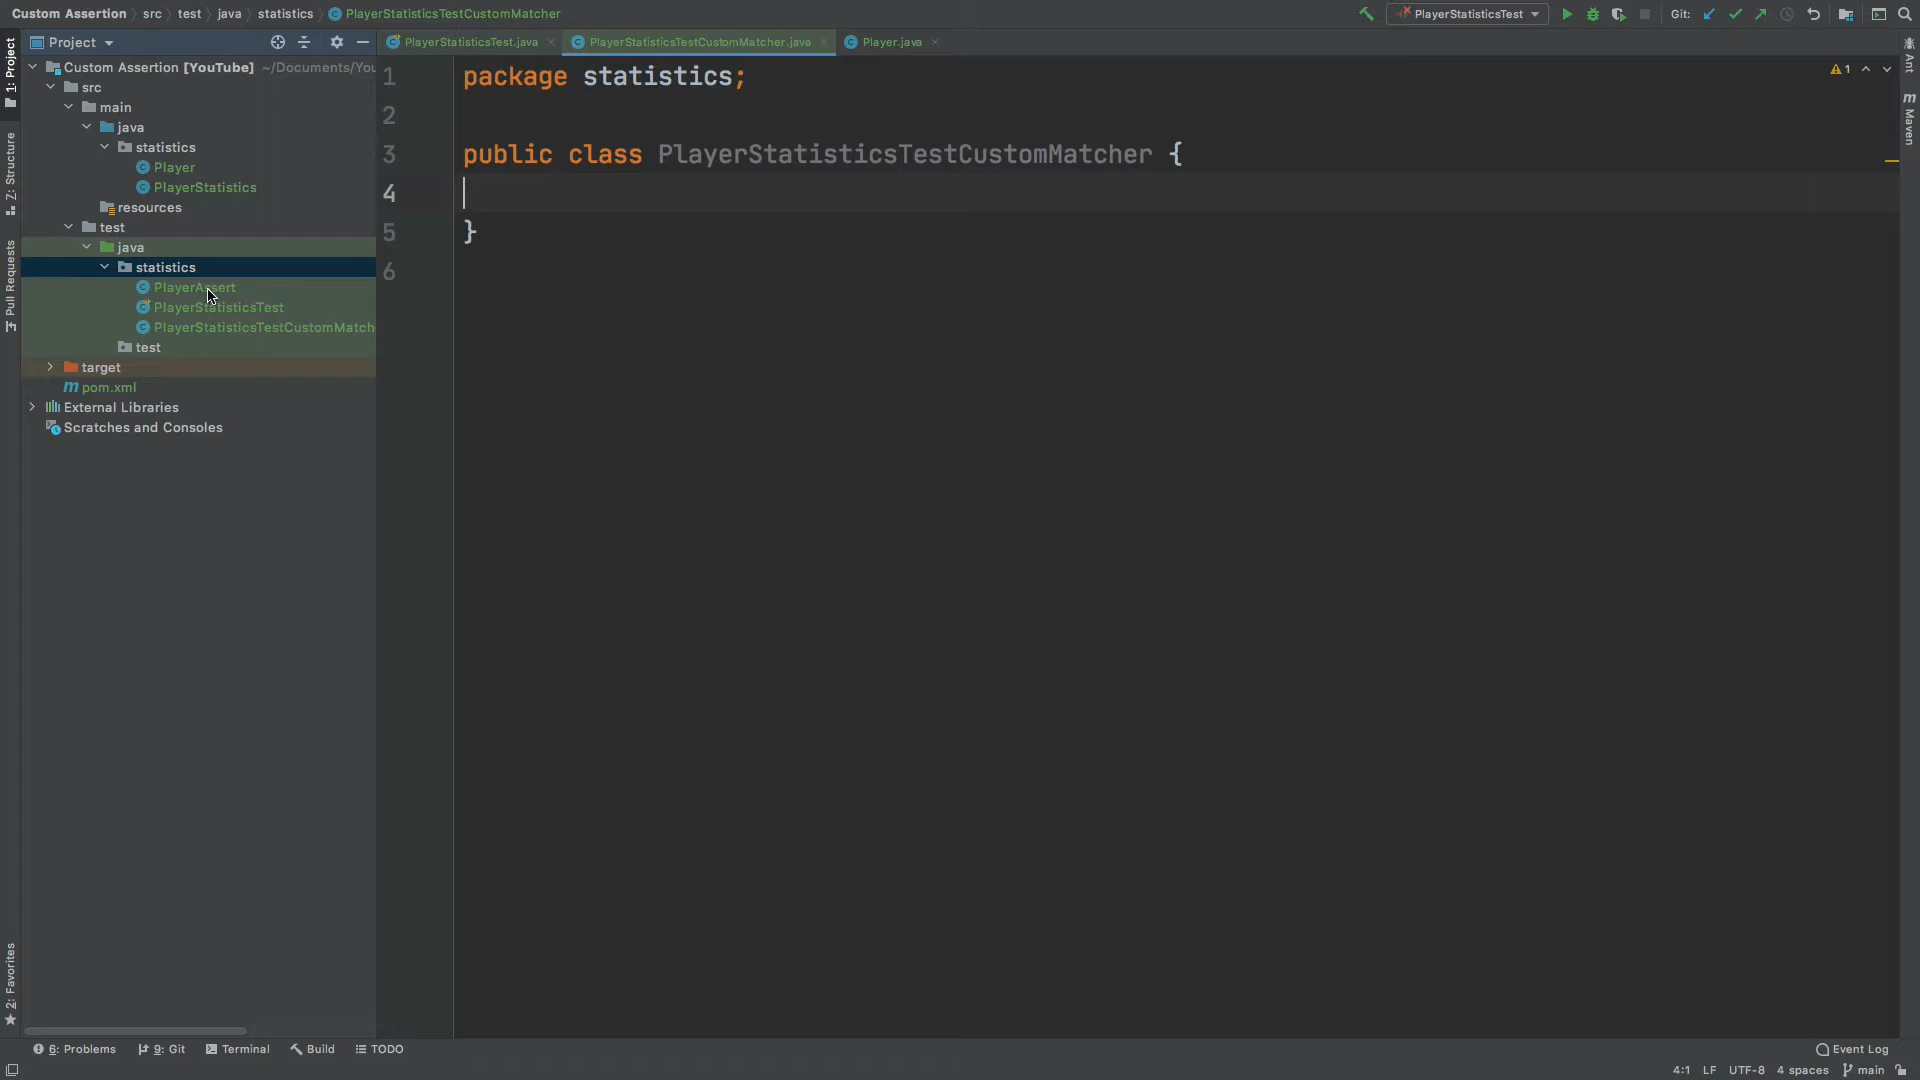 Custom Assertion src test java statistics PlayerStatisticsTestCustomMatcher PlayerStatisticsTest Git:
Project
PlayerStatisticsTest.java PlayerStatisticsTestCustomMatcher.java Player.java
Custom Assertion [YouTube] ~/Documents/You
src
main
java
statistics
Player
PlayerStatistics
resources
test
java
statistics
PlayerAssert
PlayerStatisticsTest
PlayerStatisticsTestCustomMatch
test
target
pom.xml
External Libraries
Scratches and Consoles
1: Project
Z: Structure
Pull Requests
2: Favorites
1 package statistics;
2
3 public class PlayerStatisticsTestCustomMatcher {
4
5 }
6
1
Ant
Maven
6: Problems 9: Git Terminal Build TODO Event Log
4:1 LF UTF-8 4 spaces main